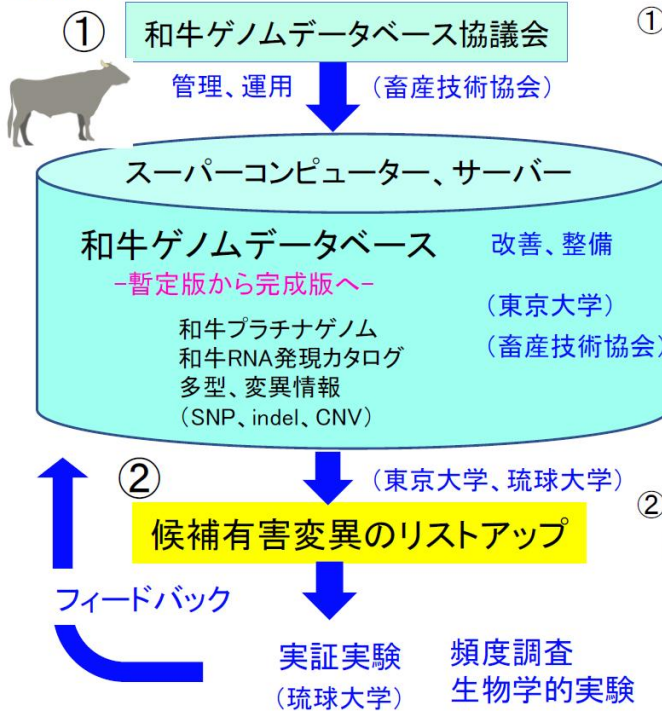 ①
和牛ゲノムデータベース協議会
①
管理、運用
(畜産技術協会)
スーパーコンピューター、サーバー
和牛ゲノムデータベース
改善、整備
-暫定版から完成版へ-
(東京大学)
(畜産技術協会)
和牛プラチナゲノム
和牛RNA発現カタログ
多型、変異情報
(SNP、indel、CNV)
②
(東京大学、琉球大学)
②
候補有害変異のリストアップ
フィードバック
実証実験
(琉球大学)
頻度調査
生物学的実験